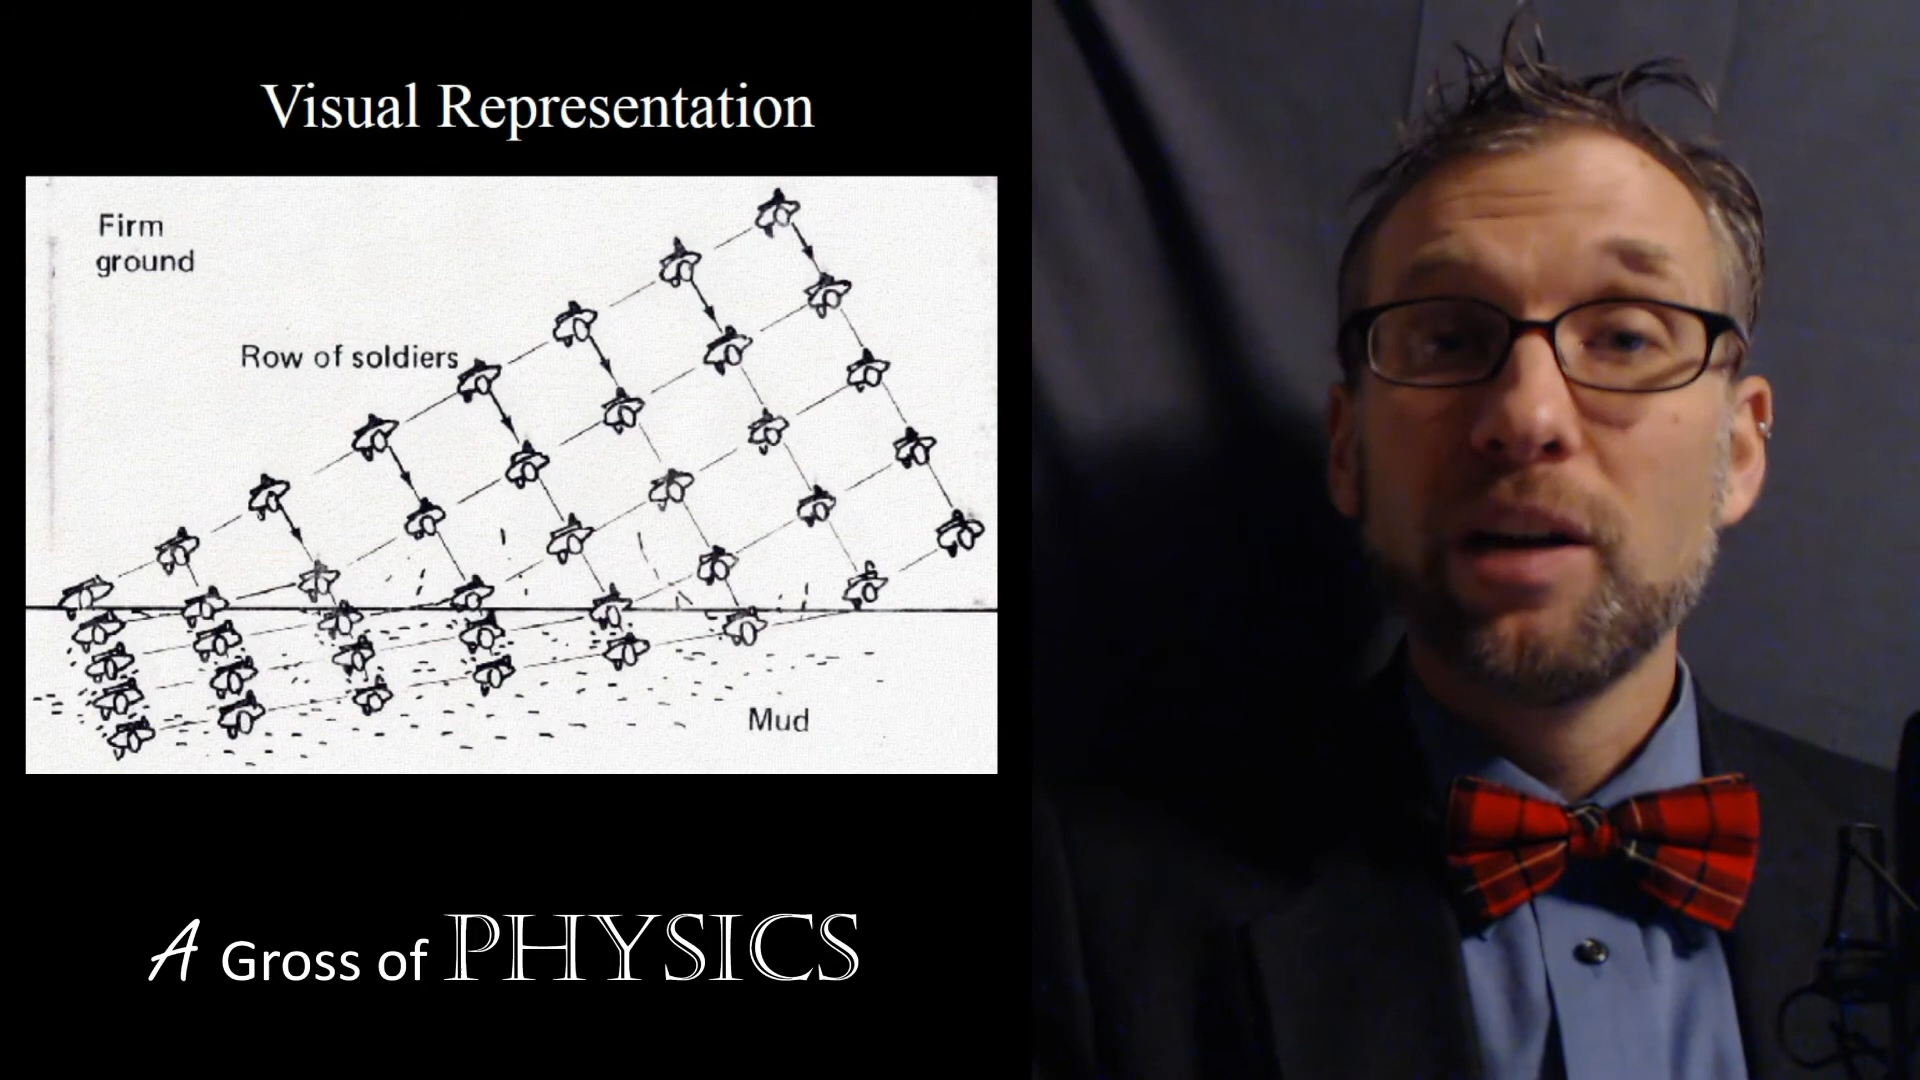 Visual Representation
Firm
ground
Row of soldiers
Mud
A Gross of PHYSICS